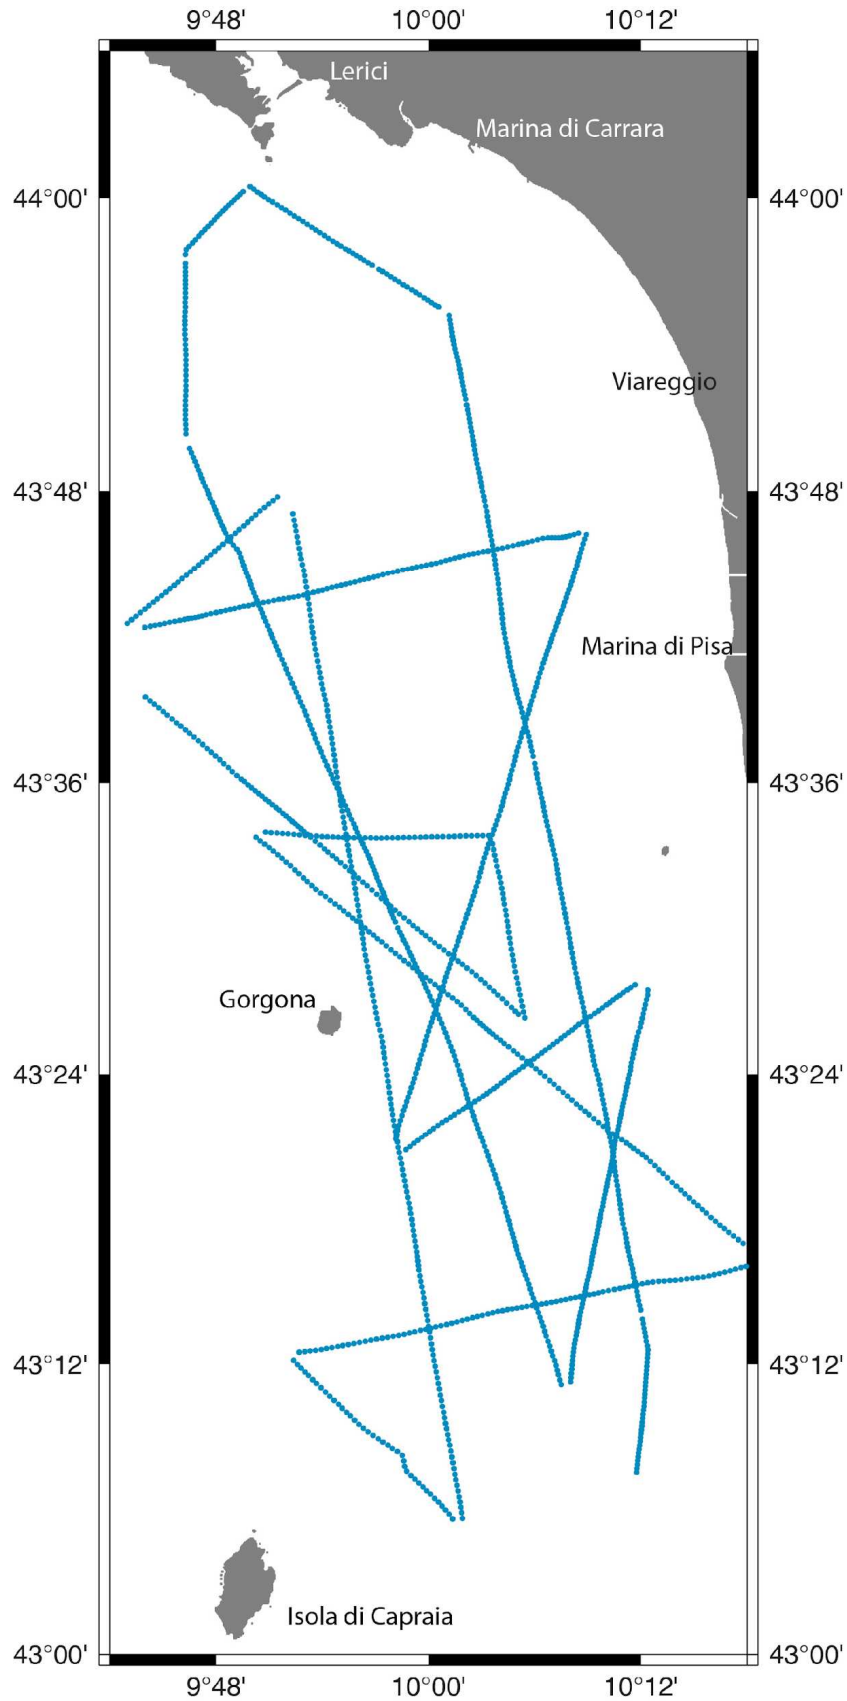 9°48' 10°00' 10°12'
Lerici
Marina di Carrara
44°00' 44°00'
Viareggio
43°48' 43°48'
Marina di Pisa
43°36' 43°36'
Gorgona
43°24' 43°24'
43°12' 43°12'
Isola di Capraia
43°00' 43°00'
9°48' 10°00' 10°12'